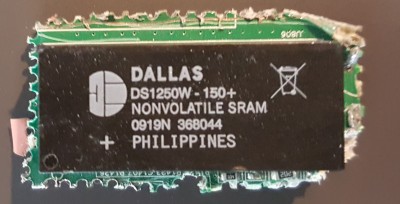 DALLAS
DS1250W-150+
NONVOLATILE SRAM
0919N 368044
+ PHILIPPINES